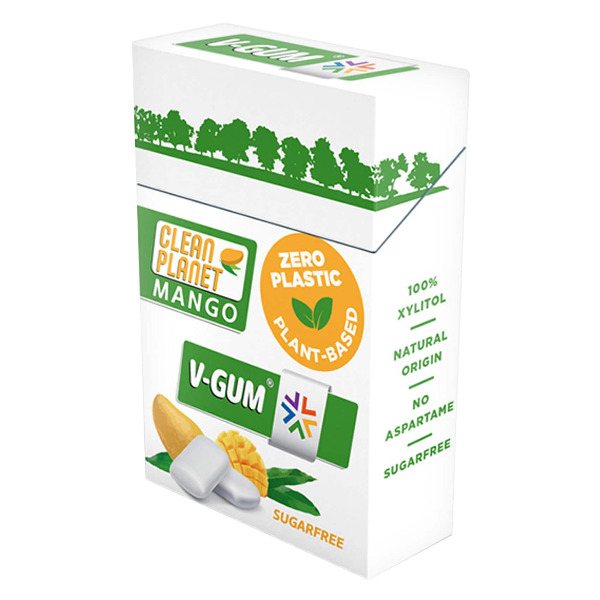 V-GUM
CLEAN
PLANET
MANGO
ZERO
PLASTIC
PLANT-BASED
V-GUM®
SUGARFREE
100%
XYLITOL
NATURAL
ORIGIN
NO
ASPARTAME
SUGARFREE